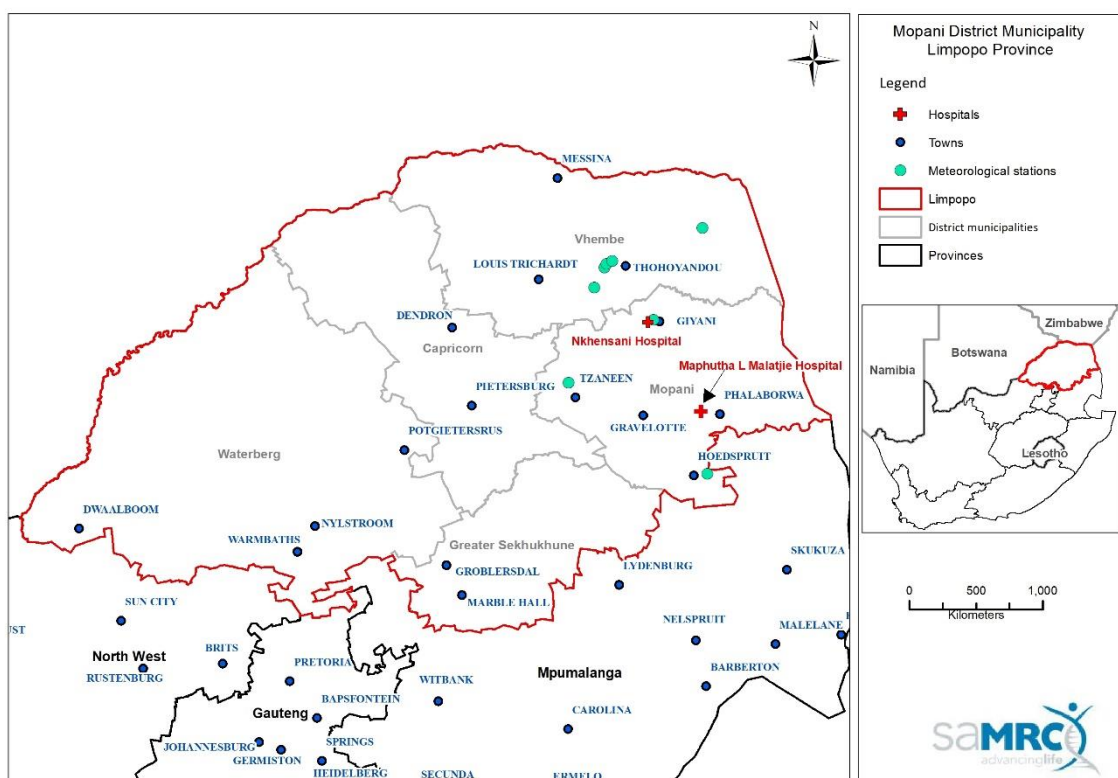 N
MESSINA
Vhembe
LOUIS TRICHARDT
THOHOYANDOU
DENDRON
GIYANI
Nkhensani Hospital
Capricorn
Maphutha L Malatjie Hospital
PIETERSBURG
TZANEEN
Mopani
PHALABORWA
GRAVELOTTE
POTGIETERSRUS
Waterberg
HOEDSPRUIT
DWAALBOOM
NYLSTROOM
WARMBATHS
Greater Sekhukhune
GROBLERSDAL
LYDENBURG
SKUKUZA
MARBLE HALL
SUN CITY
UST
NELSPRUIT
MALELANE
North West
BRITS
RUSTENBURG
PRETORIA
WITBANK
Mpumalanga
BARBERTON
BAPSFONTEIN
Gauteng
CAROLINA
JOHANNESBURG
SPRINGS
GERMISTON
HEIDELBERG
SECUNDA
ERMELO
Mopani District Municipality
Limpopo Province
Legend
Hospitals
Towns
Meteorological stations
Limpopo
District municipalities
Provinces
Zimbabwe
Botswana
Namibia
Lesotho
0 500 1,000
Kilometers
saMRC
advancinglife